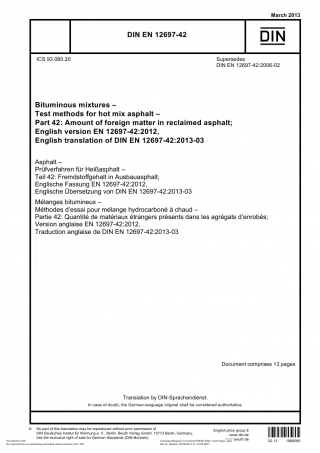 March 2013
DIN EN 12697-42
DIN
ICS 93.080.20
Supersedes
DIN EN 12697-42:2006-02
Bituminous mixtures –
Test methods for hot mix asphalt –
Part 42: Amount of foreign matter in reclaimed asphalt;
English version EN 12697-42:2012,
English translation of DIN EN 12697-42:2013-03
Asphalt –
Prüfverfahren für Heißasphalt –
Teil 42: Fremdstoffgehalt in Ausbauasphalt;
Englische Fassung EN 12697-42:2012,
Englische Übersetzung von DIN EN 12697-42:2013-03
Mélanges bitumineux –
Méthodes d'essai pour mélange hydrocarboné à chaud –
Partie 42: Quantité de matériaux étrangers présents dans les agrégats d'enrobés;
Version anglaise EN 12697-42:2012,
Traduction anglaise de DIN EN 12697-42:2013-03
Document comprises 13 pages
Translation by DIN-Sprachendienst.
In case of doubt, the German-language original shall be considered authoritative.
© No part of this translation may be reproduced without prior permission of
DIN Deutsches Institut für Normung e. V., Berlin. Beuth Verlag GmbH, 10772 Berlin, Germany,
has the exclusive right of sale for German Standards (DIN-Normen).
English price group 8
www.din.de
www.beuth.de